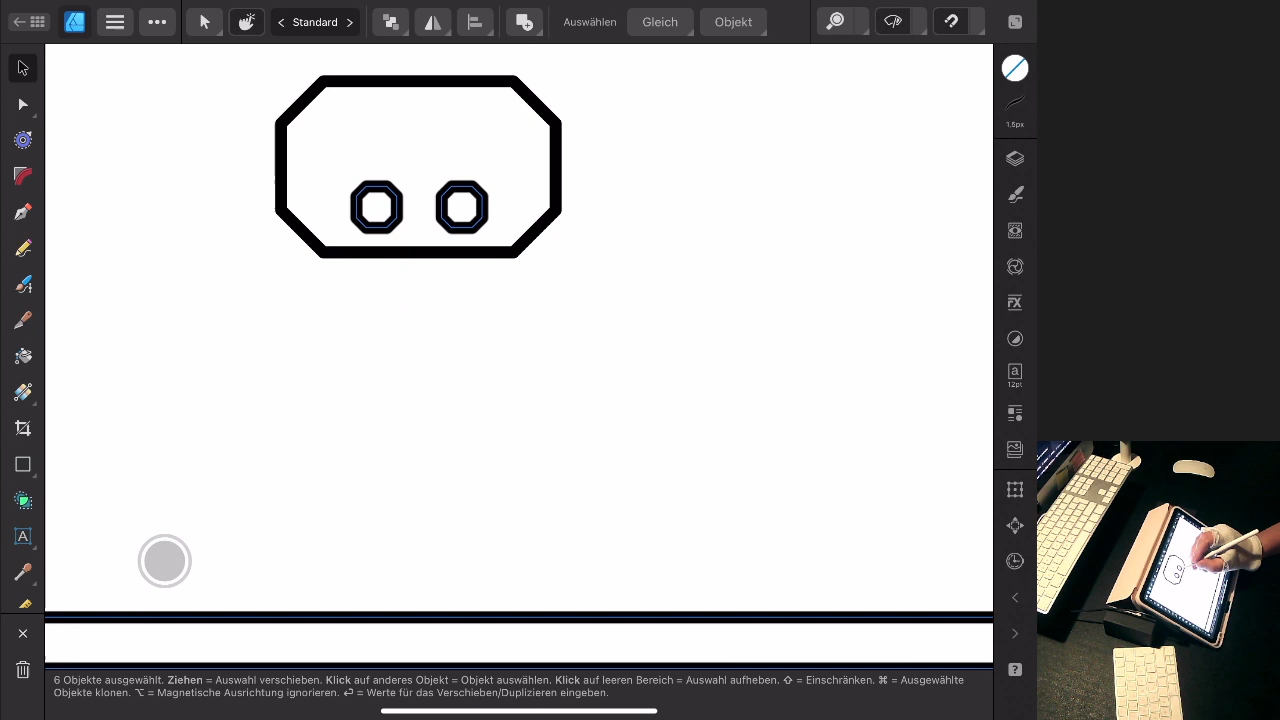 Standard
Auswählen
Gleich
Objekt
1,5px
a
12pt
A
?
6 Objekte ausgewählt. Ziehen = Auswahl verschieben. Klick auf anderes Objekt = Objekt auswählen. Klick auf leeren Bereich = Auswahl aufheben. ⇧ = Einschränken. ⌘ = Ausgewählte
Objekte klonen. ⌥ = Magnetische Ausrichtung ignorieren. ⏎ = Werte für das Verschieben/Duplizieren eingeben.